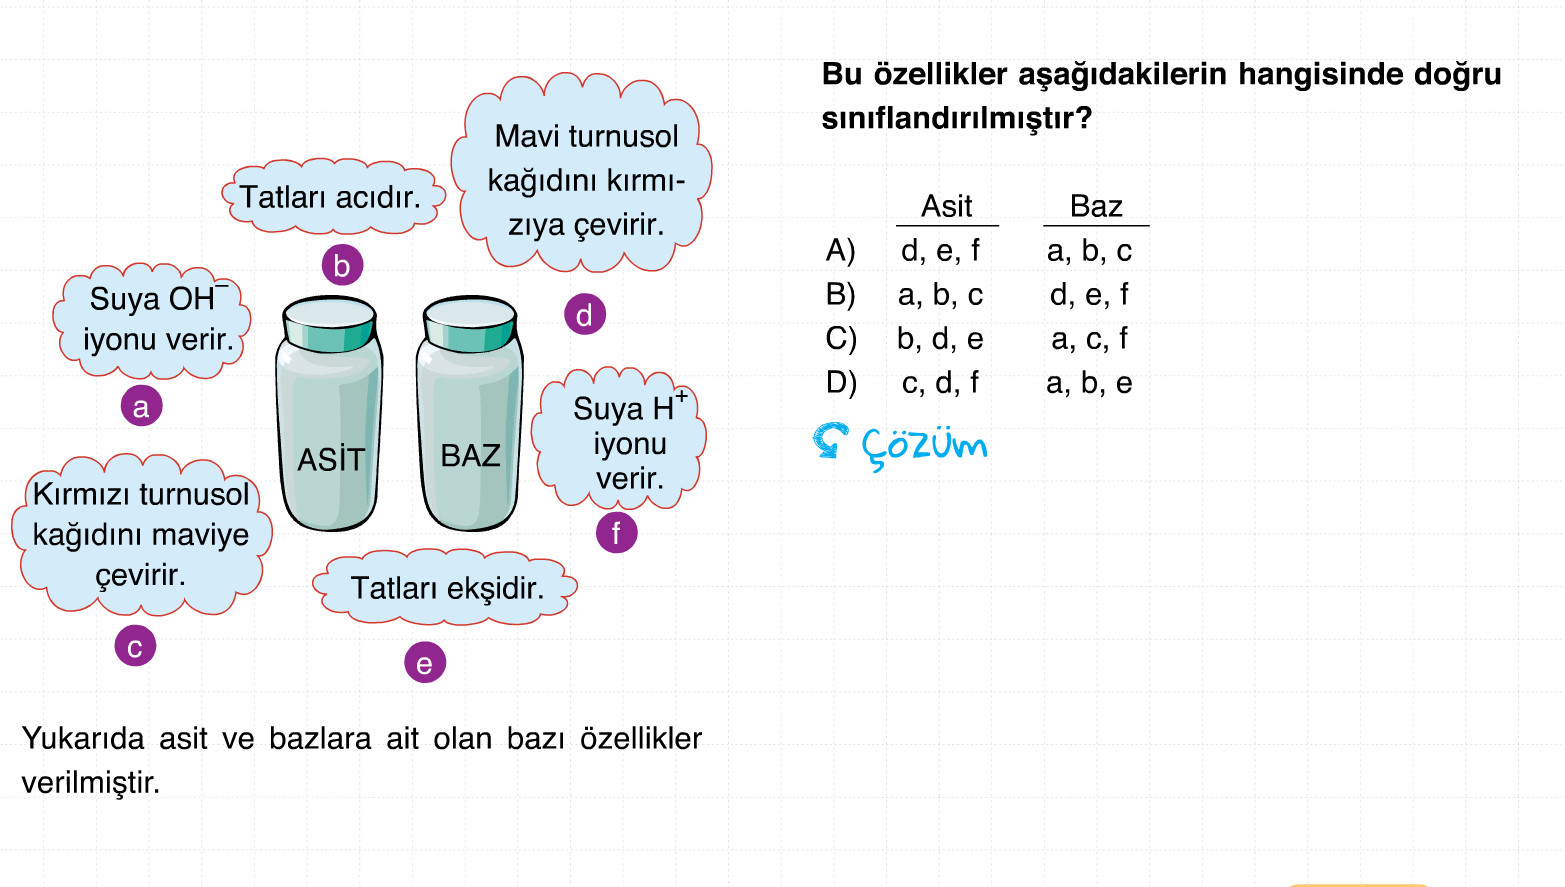 Mavi turnusol
kağıdını kırmı-
zıya çevirir.
d
Tatları acıdır.
b
Suya OH⁻
iyonu verir.
a
ASİT
BAZ
Suya H⁺
iyonu
verir.
f
Kırmızı turnusol
kağıdını maviye
çevirir.
c
Tatları ekşidir.
e
Yukarıda asit ve bazlara ait olan bazı özellikler
verilmiştir.
Bu özellikler aşağıdakilerin hangisinde doğru
sınıflandırılmıştır?
Asit Baz
A) d, e, f a, b, c
B) a, b, c d, e, f
C) b, d, e a, c, f
D) c, d, f a, b, e
Çözüm